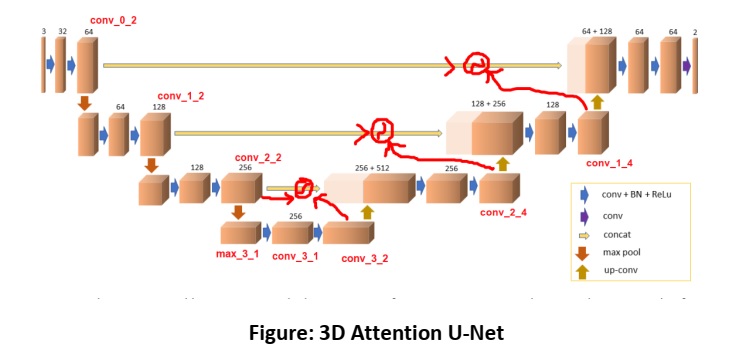 conv_0_2
3 32 64
64 + 128 64 64 2
conv_1_2
64 128
128 + 256 128
conv_1_4
conv_2_2
128 256
256 + 512 256
conv_2_4
256
max_3_1 conv_3_1 conv_3_2
conv + BN + ReLu
conv
concat
max pool
up-conv
Figure: 3D Attention U-Net